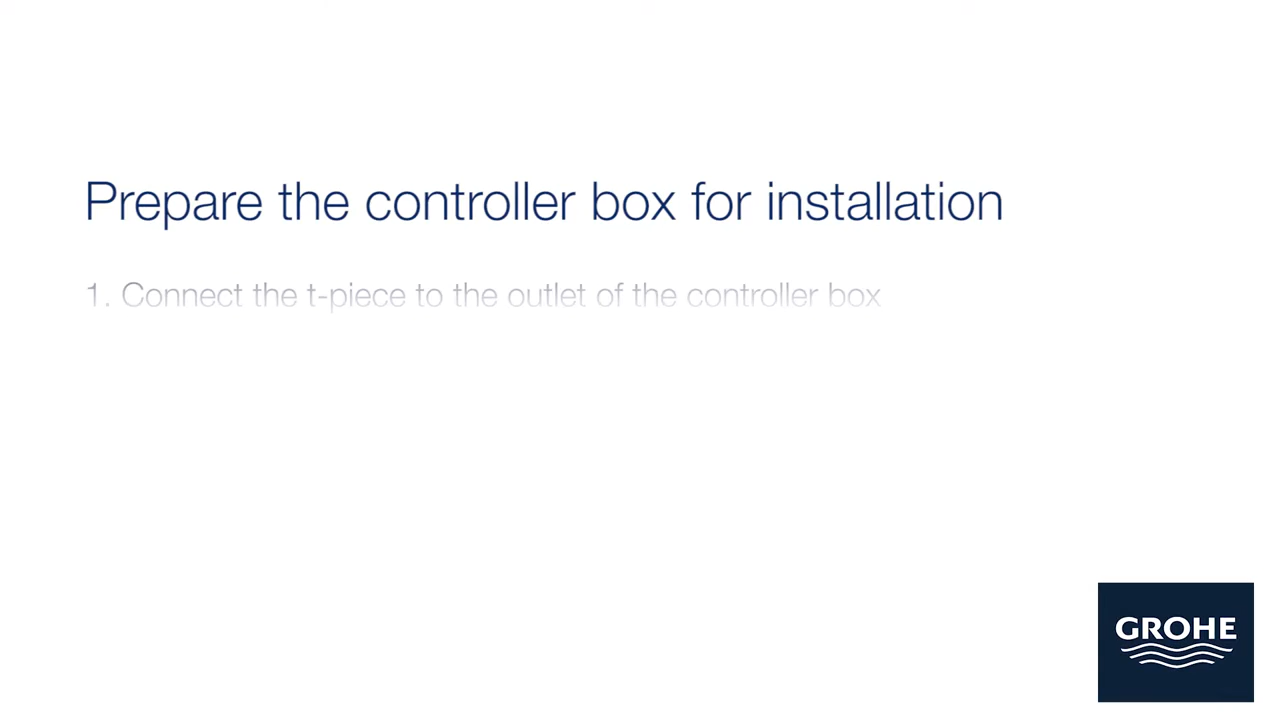 Prepare the controller box for installation
1. Connect the t-piece to the outlet of the controller box
GROHE